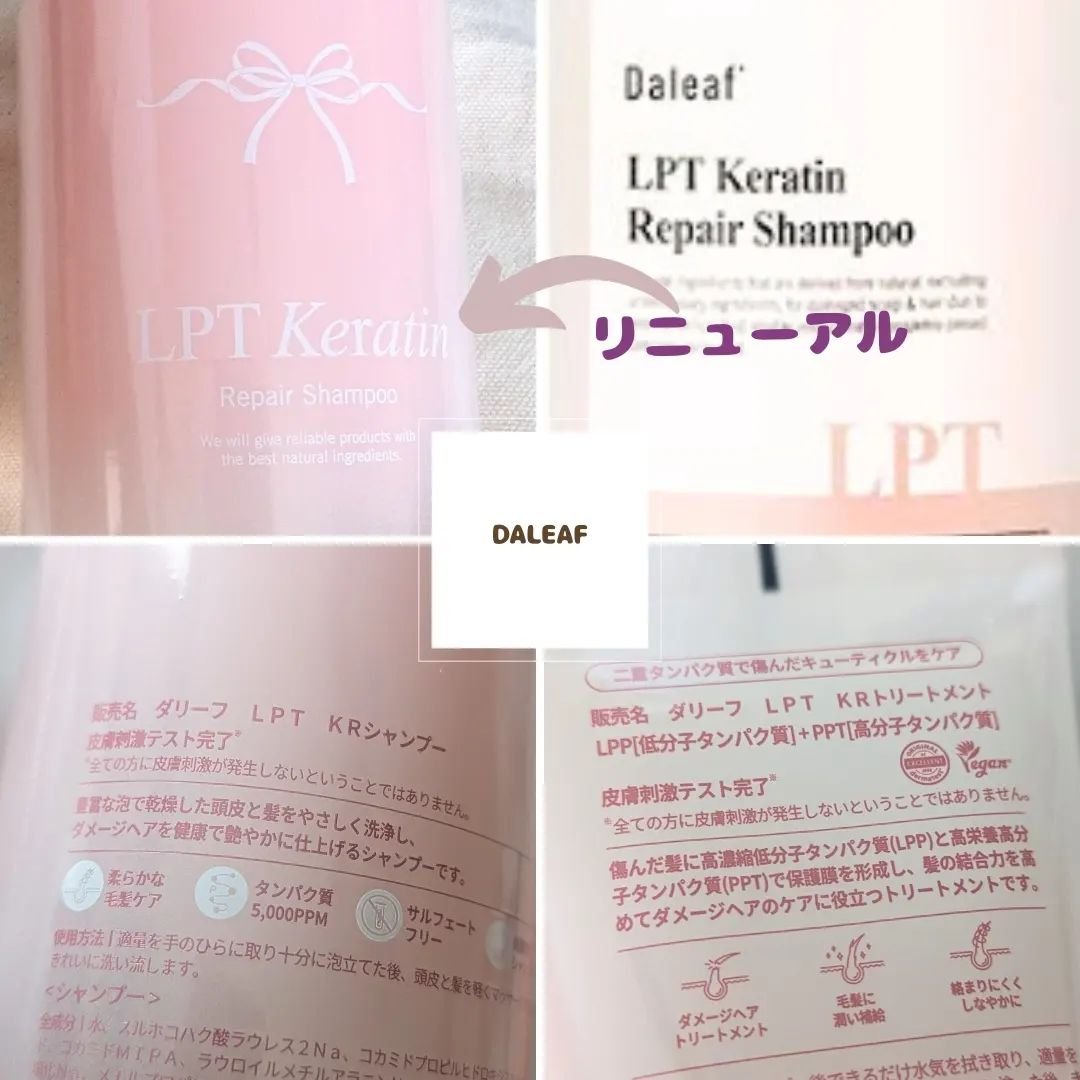 LPT Keratin
Repair Shampoo
We will give reliable products with
the best natural ingredients.
Daleaf
LPT Keratin
Repair Shampoo
リニューアル
LPT
DALEAF
販売名 ダリーフ LPT KRシャンプー
皮膚刺激テスト完了※
※全ての方に皮膚刺激が発生しないということではありません。
豊富な泡で乾燥した頭皮と髪をやさしく洗浄し、
ダメージヘアを健康で艶やかに仕上げるシャンプーです。
柔らかな
毛髪ケア
タンパク質
5,000PPM
サルフェート
フリー
使用方法｜適量を手のひらに取り十分に泡立てた後、頭皮と髪を軽く
きれいに洗い流します。
<シャンプー>
全成分｜水、スルホコハク酸ラウレス2Na、コカミドプロピルヒドロキシ
コカミドMIPA、ラウロイルメチルアラニン
二重タンパク質で傷んだキューティクルをケア
販売名 ダリーフ LPT KRトリートメント
LPP[低分子タンパク質]+PPT[高分子タンパク質]
ORIGINAL
EXCELLENT
dermatest
Vegan
皮膚刺激テスト完了※
※全ての方に皮膚刺激が発生しないということではありません。
傷んだ髪に高濃縮低分子タンパク質(LPP)と高栄養高分
子タンパク質(PPT)で保護膜を形成し、髪の結合力を高
めてダメージヘアのケアに役立つトリートメントです。
ダメージヘア
トリートメント
毛髪に
潤い補給
絡まりにくく
しなやかに
できるだけ水気を拭き取り、適量を